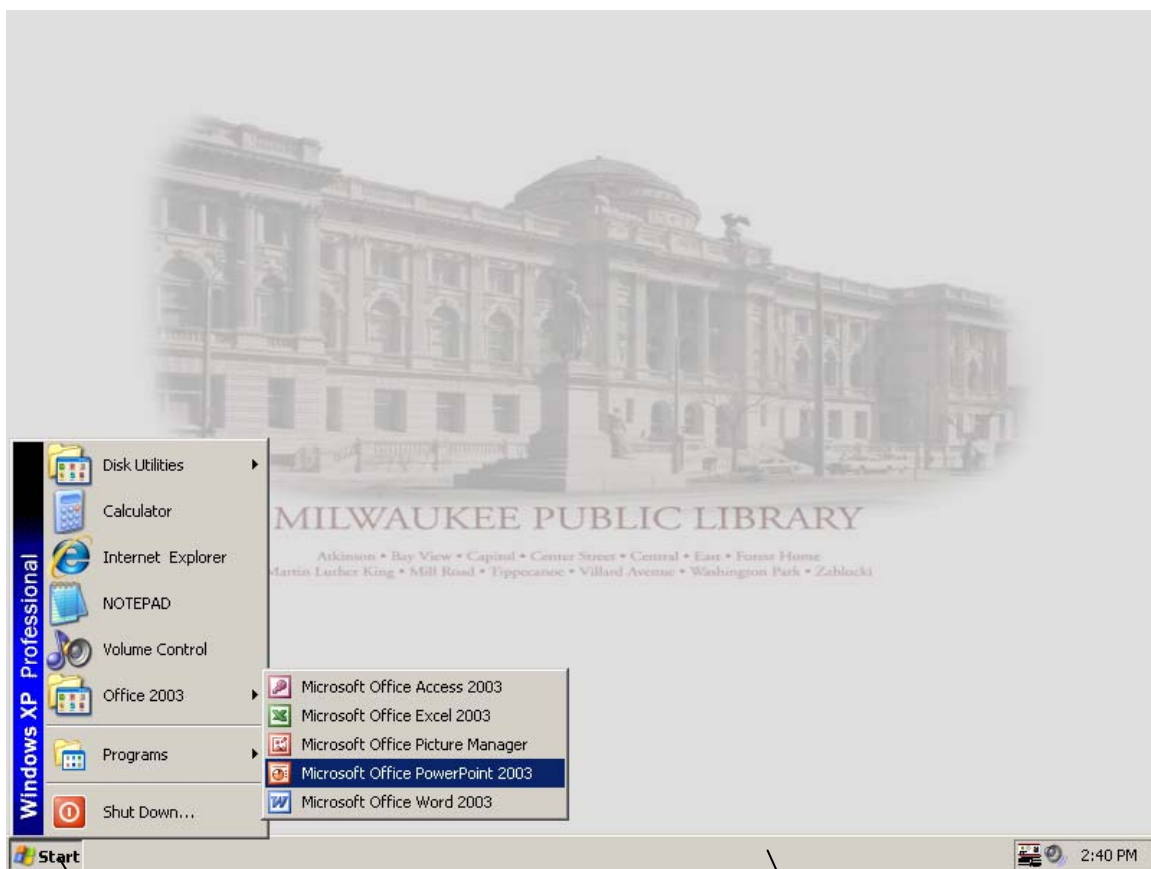 MILWAUKEE PUBLIC LIBRARY
Atkinson • Bay View • Capitol • Center Street • Central • East • Forest Home
Martin Luther King • Mill Road • Tippecanoe • Villard Avenue • Washington Park • Zablocki
Windows XP Professional
Disk Utilities
Calculator
Internet Explorer
NOTEPAD
Volume Control
Office 2003
Programs
Shut Down...
Microsoft Office Access 2003
Microsoft Office Excel 2003
Microsoft Office Picture Manager
Microsoft Office PowerPoint 2003
Microsoft Office Word 2003
Start
2:40 PM